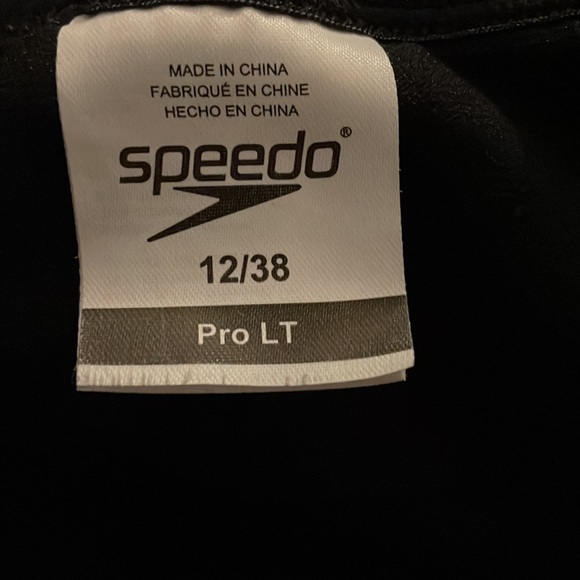 MADE IN CHINA
FABRIQUÉ EN CHINE
HECHO EN CHINA
speedo®
12/38
Pro LT